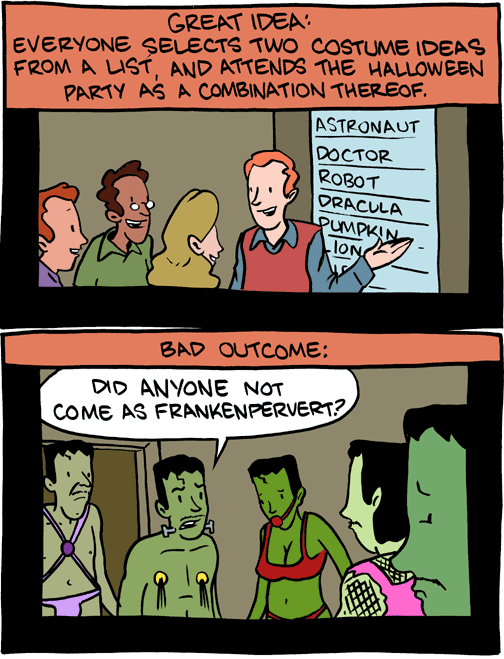 GREAT IDEA:
EVERYONE SELECTS TWO COSTUME IDEAS
FROM A LIST, AND ATTENDS THE HALLOWEEN
PARTY AS A COMBINATION THEREOF.
ASTRONAUT
DOCTOR
ROBOT
DRACULA
PUMPKIN
ION
BAD OUTCOME:
DID ANYONE NOT
COME AS FRANKENPERVERT?